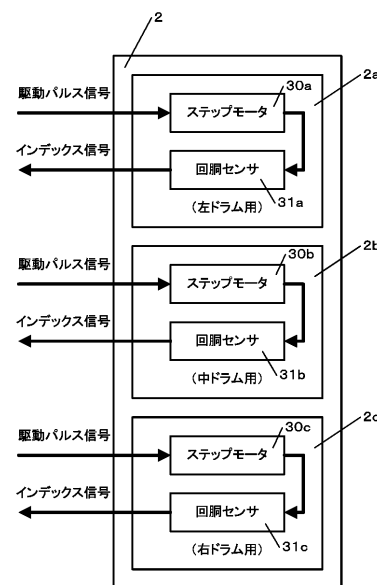 2
2a
駆動パルス信号
30a
ステップモータ
インデックス信号
回胴センサ
31a
(左ドラム用)
2b
駆動パルス信号
30b
ステップモータ
インデックス信号
回胴センサ
31b
(中ドラム用)
2c
駆動パルス信号
30c
ステップモータ
インデックス信号
回胴センサ
31c
(右ドラム用)